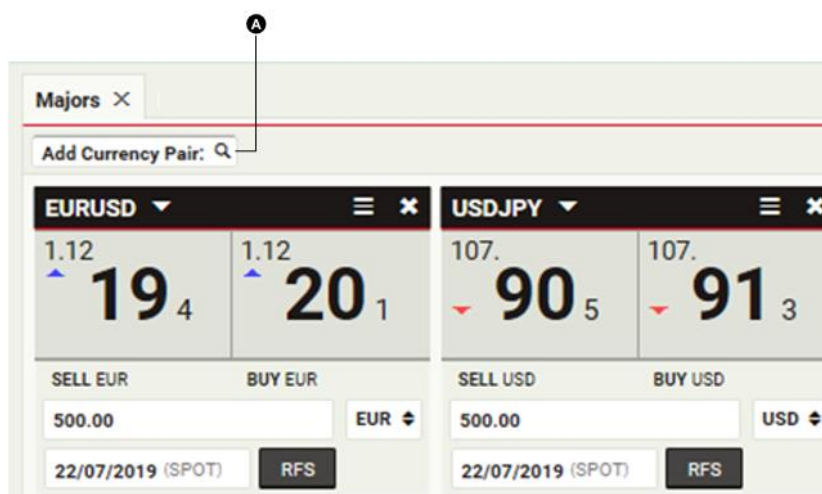 A
Majors
Add Currency Pair:
EURUSD USDJPY
1.12 1.12 107. 107.
19 4 20 1 90 5 91 3
SELL EUR BUY EUR SELL USD BUY USD
500.00 EUR 500.00 USD
22/07/2019 (SPOT) RFS 22/07/2019 (SPOT) RFS